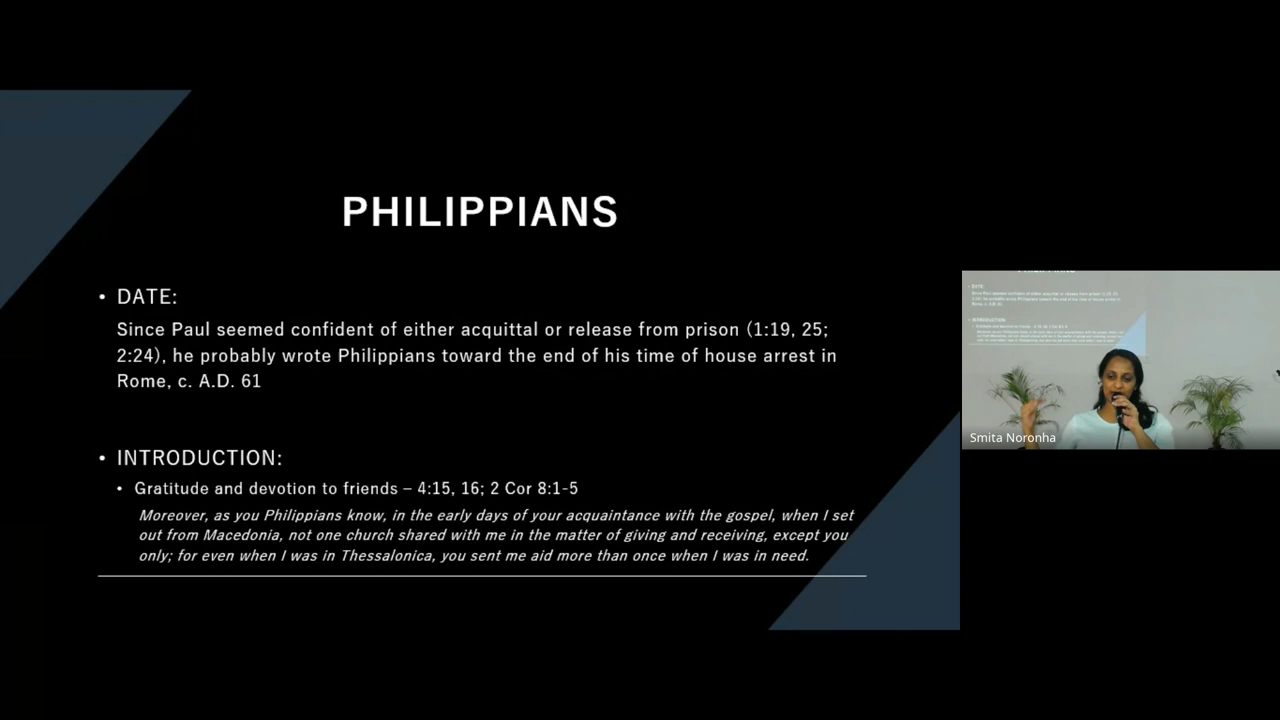 PHILIPPIANS
• DATE:
Since Paul seemed confident of either acquittal or release from prison (1:19, 25;
2:24), he probably wrote Philippians toward the end of his time of house arrest in
Rome, c. A.D. 61
• INTRODUCTION:
• Gratitude and devotion to friends – 4:15, 16; 2 Cor 8:1-5
Moreover, as you Philippians know, in the early days of your acquaintance with the gospel, when I set
out from Macedonia, not one church shared with me in the matter of giving and receiving, except you
only; for even when I was in Thessalonica, you sent me aid more than once when I was in need.
• DATE:
• INTRODUCTION:
Smita Noronha